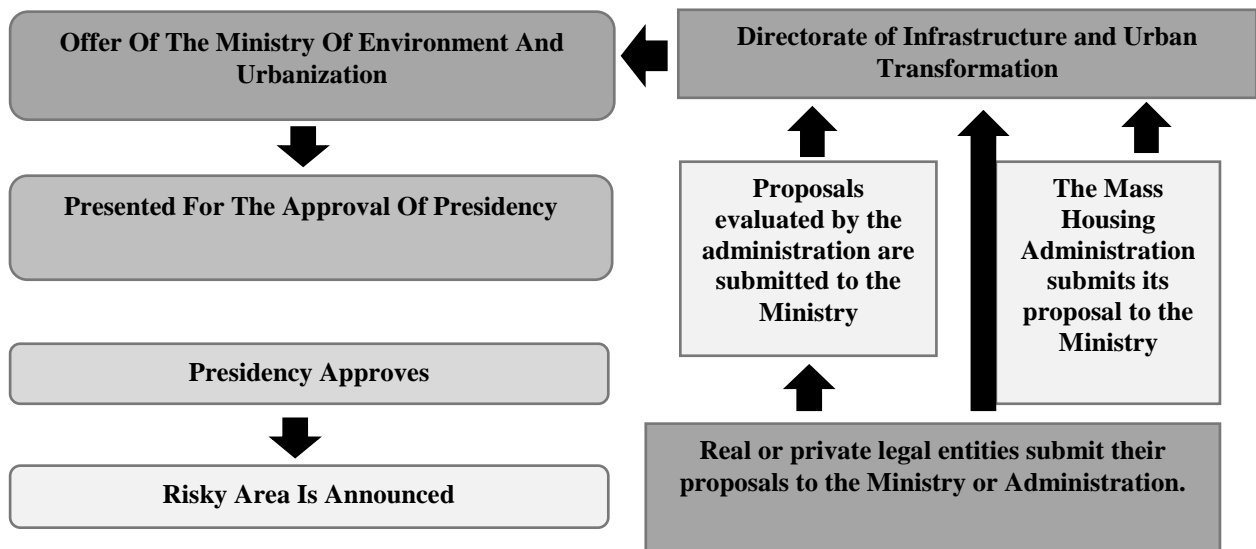 Offer Of The Ministry Of Environment And
Urbanization
Directorate of Infrastructure and Urban
Transformation
Presented For The Approval Of Presidency
Proposals
evaluated by the
administration are
submitted to the
Ministry
The Mass
Housing
Administration
submits its
proposal to the
Ministry
Presidency Approves
Risky Area Is Announced
Real or private legal entities submit their
proposals to the Ministry or Administration.